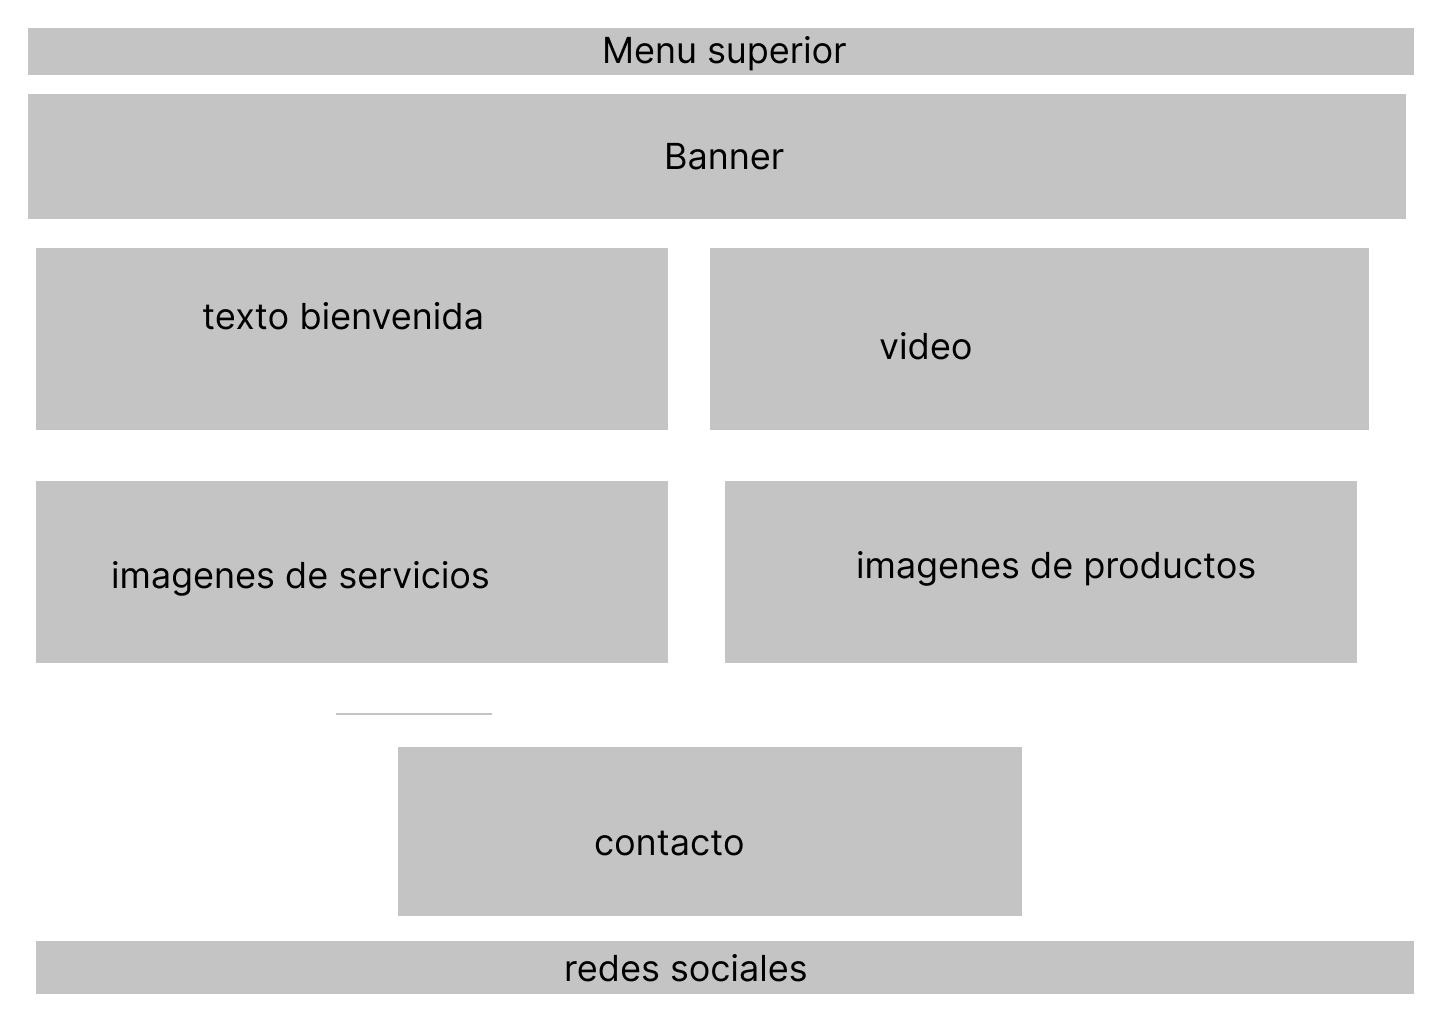 Menu superior
Banner
texto bienvenida
video
imagenes de servicios
imagenes de productos
contacto
redes sociales